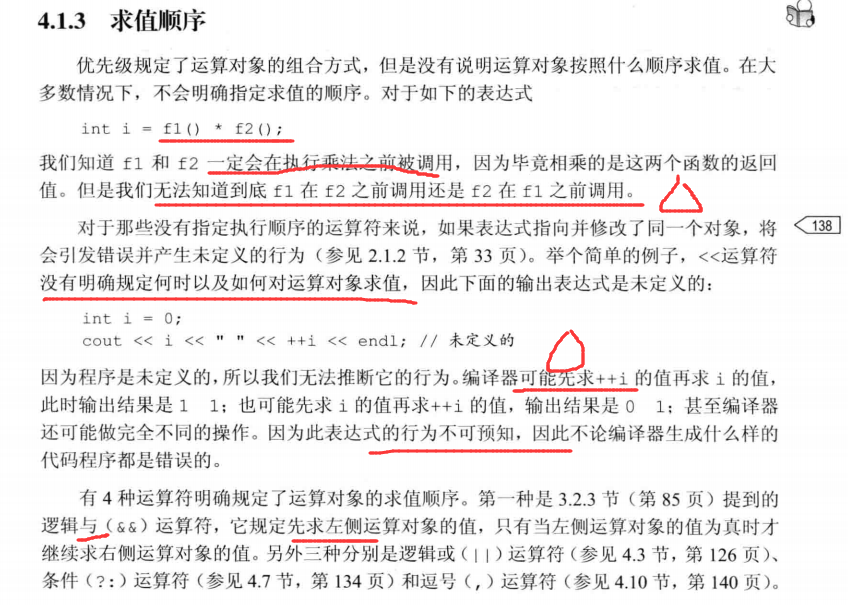 4.1.3 求值顺序
优先级规定了运算对象的组合方式，但是没有说明运算对象按照什么顺序求值。在大
多数情况下，不会明确指定求值的顺序。对于如下的表达式
int i = f1() * f2();
我们知道 f1 和 f2 一定会在执行乘法之前被调用，因为毕竟相乘的是这两个函数的返回
值。但是我们无法知道到底 f1 在 f2 之前调用还是 f2 在 f1 之前调用。
对于那些没有指定执行顺序的运算符来说，如果表达式指向并修改了同一个对象，将
138
会引发错误并产生未定义的行为（参见 2.1.2 节，第 33 页）。举个简单的例子，<<运算符
没有明确规定何时以及如何对运算对象求值，因此下面的输出表达式是未定义的：
int i = 0;
cout << i << " " << ++i << endl; // 未定义的
因为程序是未定义的，所以我们无法推断它的行为。编译器可能先求++i 的值再求 i 的值，
此时输出结果是 1 1；也可能先求 i 的值再求++i 的值，输出结果是 0 1；甚至编译器
还可能做完全不同的操作。因为此表达式的行为不可预知，因此不论编译器生成什么样的
代码程序都是错误的。
有 4 种运算符明确规定了运算对象的求值顺序。第一种是 3.2.3 节（第 85 页）提到的
逻辑与（&&）运算符，它规定先求左侧运算对象的值，只有当左侧运算对象的值为真时才
继续求右侧运算对象的值。另外三种分别是逻辑或（||）运算符（参见 4.3 节，第 126 页）、
条件（?:）运算符（参见 4.7 节，第 134 页）和逗号（,）运算符（参见 4.10 节，第 140 页）。